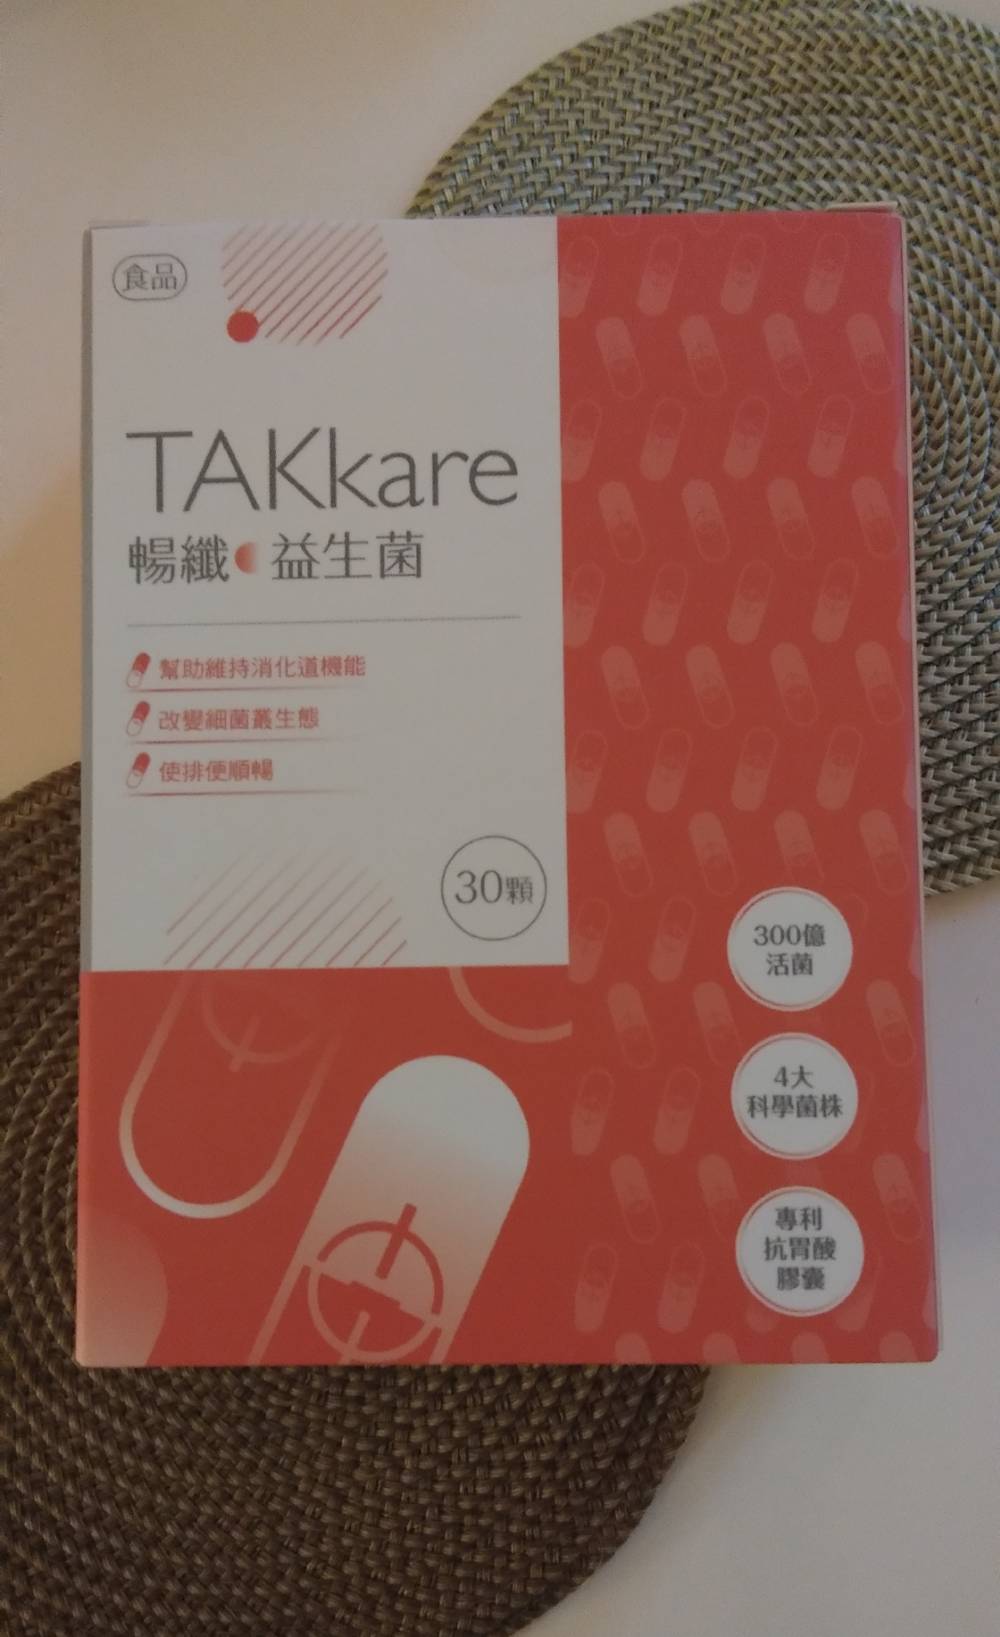 食品
TAKkare
暢纖 益生菌
幫助維持消化道機能
改變細菌叢生態
使排便順暢
30顆
300億
活菌
4大
科學菌株
專利
抗胃酸
膠囊